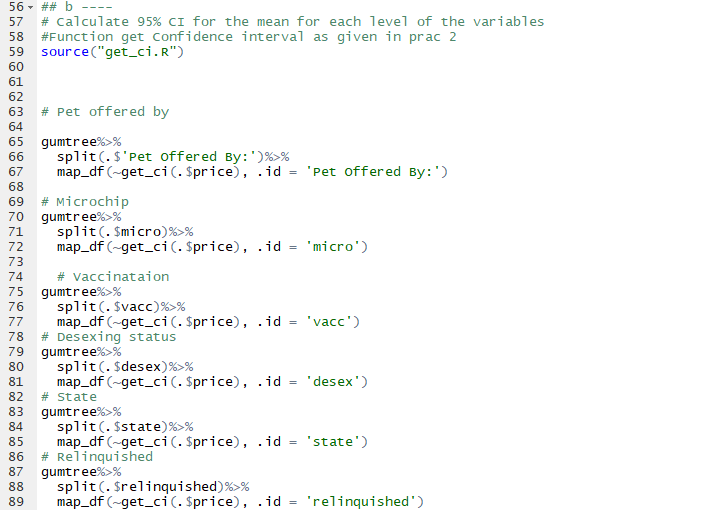 56 ## b ----
57 # Calculate 95% CI for the mean for each level of the variables
58 #Function get Confidence interval as given in prac 2
59 source("get_ci.R")
60
61
62
63 # Pet offered by
64
65 gumtree%>%
66   split(.$'Pet Offered By:')%>%
67   map_df(~get_ci(.$price), .id = 'Pet Offered By:')
68
69 # Microchip
70 gumtree%>%
71   split(.$micro)%>%
72   map_df(~get_ci(.$price), .id = 'micro')
73
74   # Vaccinataion
75 gumtree%>%
76   split(.$vacc)%>%
77   map_df(~get_ci(.$price), .id = 'vacc')
78 # Desexing status
79 gumtree%>%
80   split(.$desex)%>%
81   map_df(~get_ci(.$price), .id = 'desex')
82 # State
83 gumtree%>%
84   split(.$state)%>%
85   map_df(~get_ci(.$price), .id = 'state')
86 # Relinquished
87 gumtree%>%
88   split(.$relinquished)%>%
89   map_df(~get_ci(.$price), .id = 'relinquished')